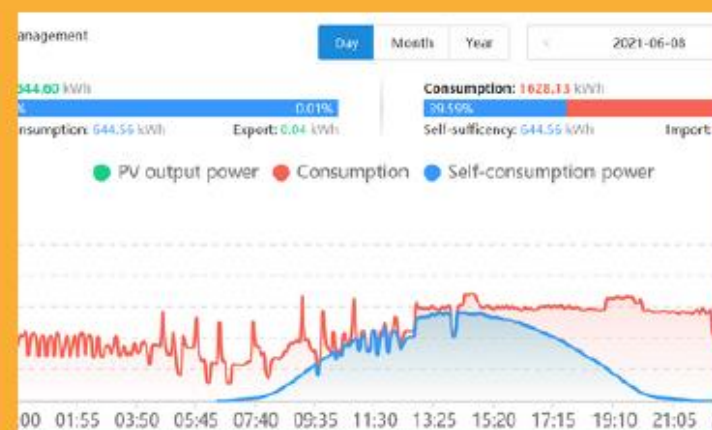 anagement
Day Month Year
2021-06-08
644.60 kWh
Consumption: 1628.13 kWh
% 0.01%
39.59%
nsumption: 644.56 kWh Export: 0.04 kWh
Self-sufficency: 644.56 kWh Import:
PV output power Consumption Self-consumption power
:00 01:55 03:50 05:45 07:40 09:35 11:30 13:25 15:20 17:15 19:10 21:05